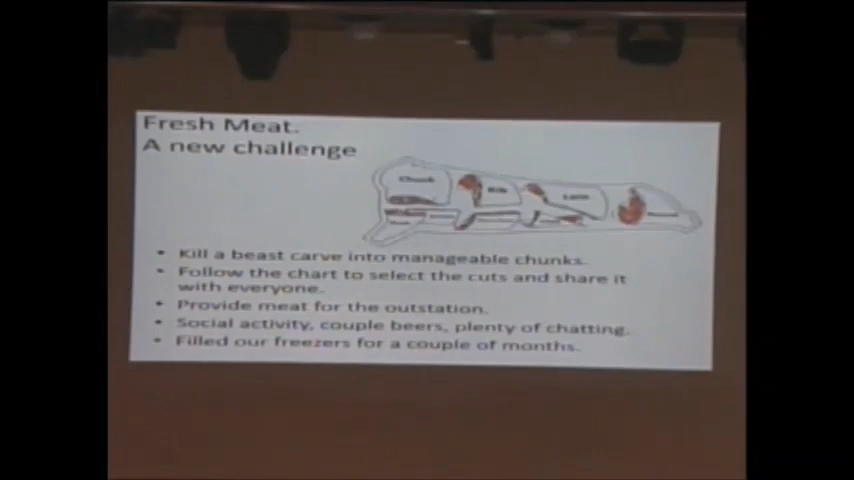 Fresh Meat.
A new challenge
Chuck
Rib
Loin
• Kill a beast carve into manageable chunks.
• Follow the chart to select the cuts and share it
with everyone.
• Provide meat for the outstation.
• Social activity, couple beers, plenty of chatting.
• Filled our freezers for a couple of months.